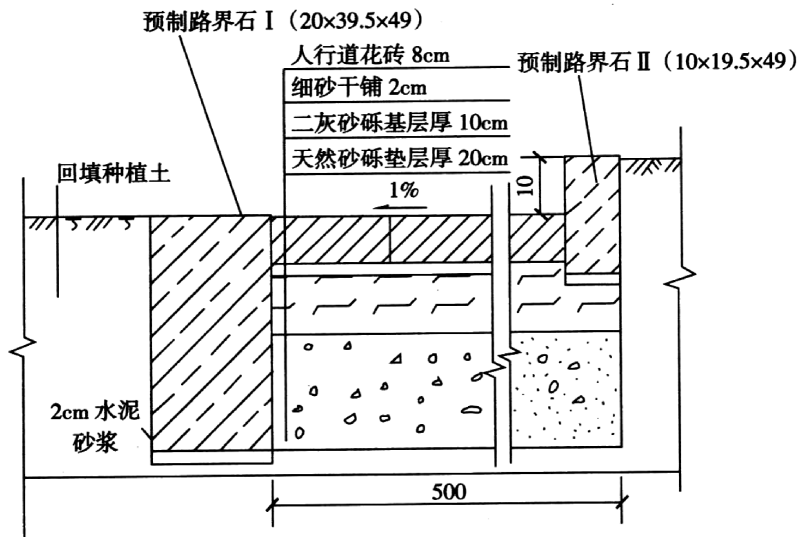 预制路界石Ⅰ(20×39.5×49)
人行道花砖 8cm
预制路界石Ⅱ(10×19.5×49)
细砂干铺 2cm
二灰砂砾基层厚 10cm
天然砂砾垫层厚 20cm
回填种植土
1%
10
2cm 水泥
砂浆
500